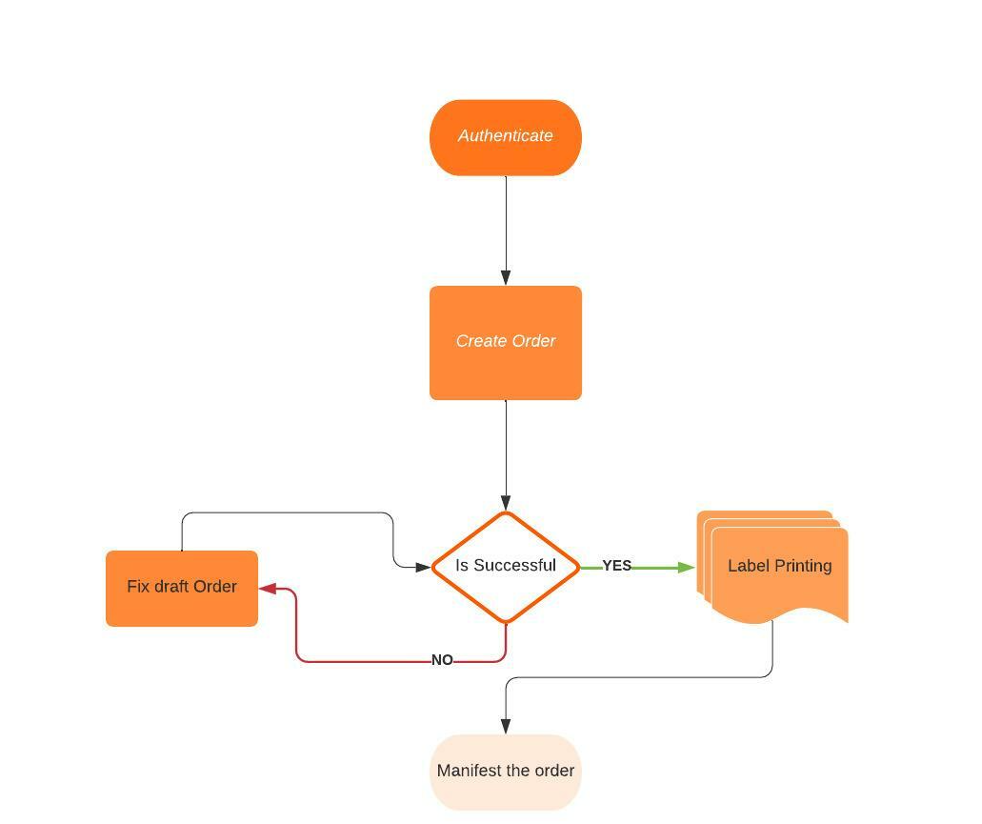 Authenticate
Create Order
Is Successful
YES
Label Printing
Fix draft Order
NO
Manifest the order